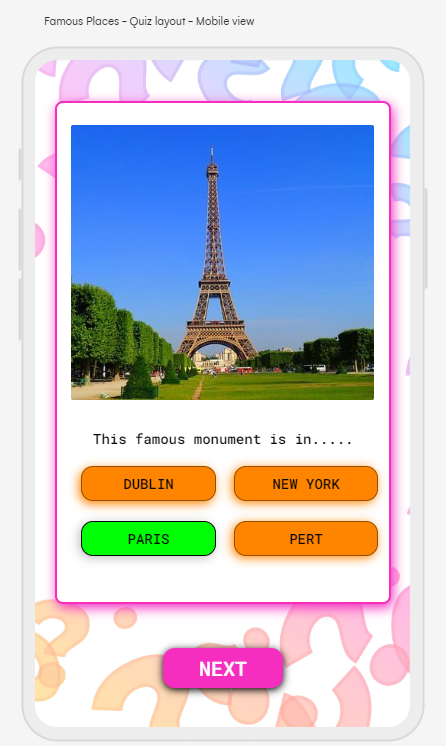 Famous Places - Quiz layout - Mobile view
This famous monument is in.....
DUBLIN
NEW YORK
PARIS
PERT
NEXT